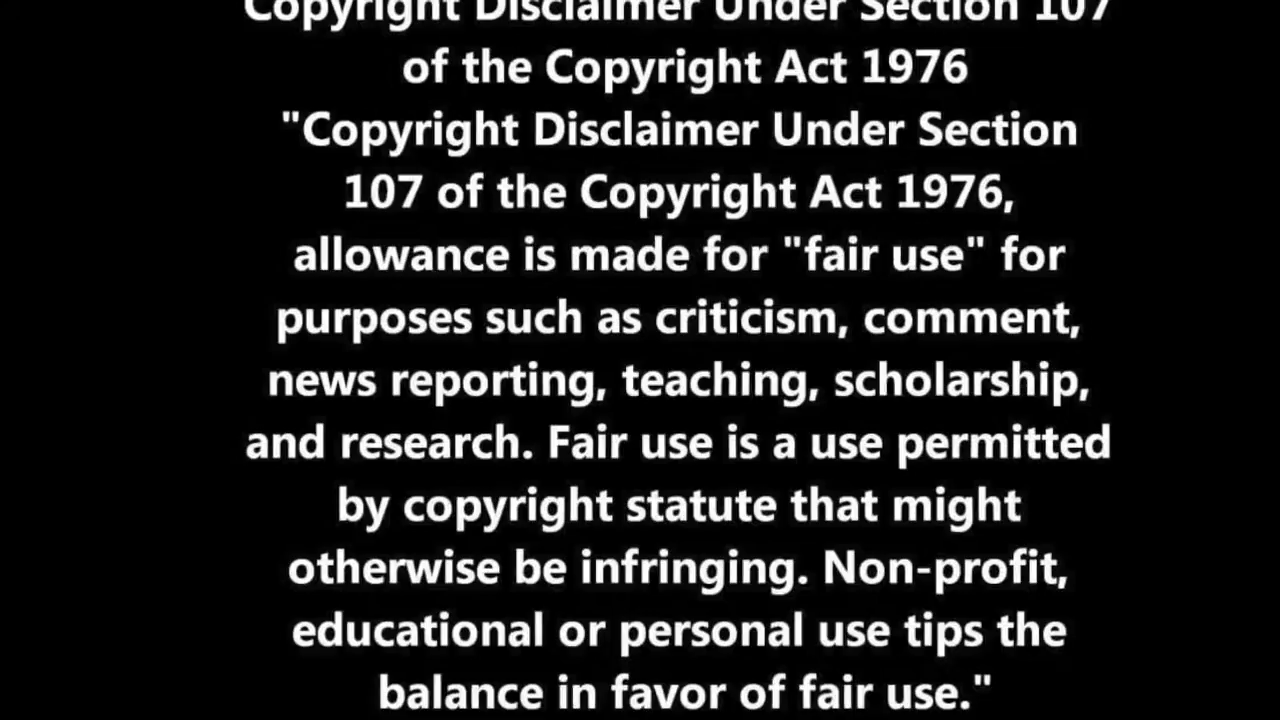 Copyright Disclaimer Under Section 107
of the Copyright Act 1976
"Copyright Disclaimer Under Section
107 of the Copyright Act 1976,
allowance is made for "fair use" for
purposes such as criticism, comment,
news reporting, teaching, scholarship,
and research. Fair use is a use permitted
by copyright statute that might
otherwise be infringing. Non-profit,
educational or personal use tips the
balance in favor of fair use."